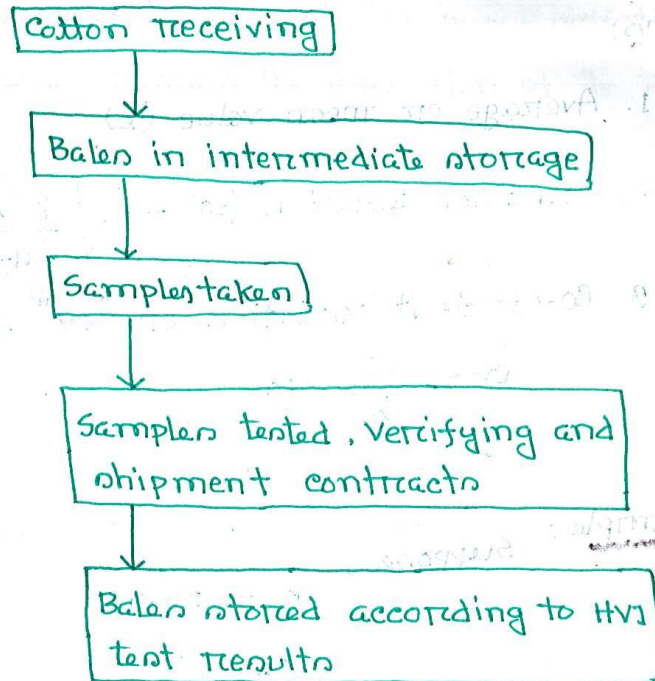 Cotton receiving
Bales in intermediate storage
Samples taken
Samples tested, verifying and
shipment contracts
Bales stored according to HVI
test results